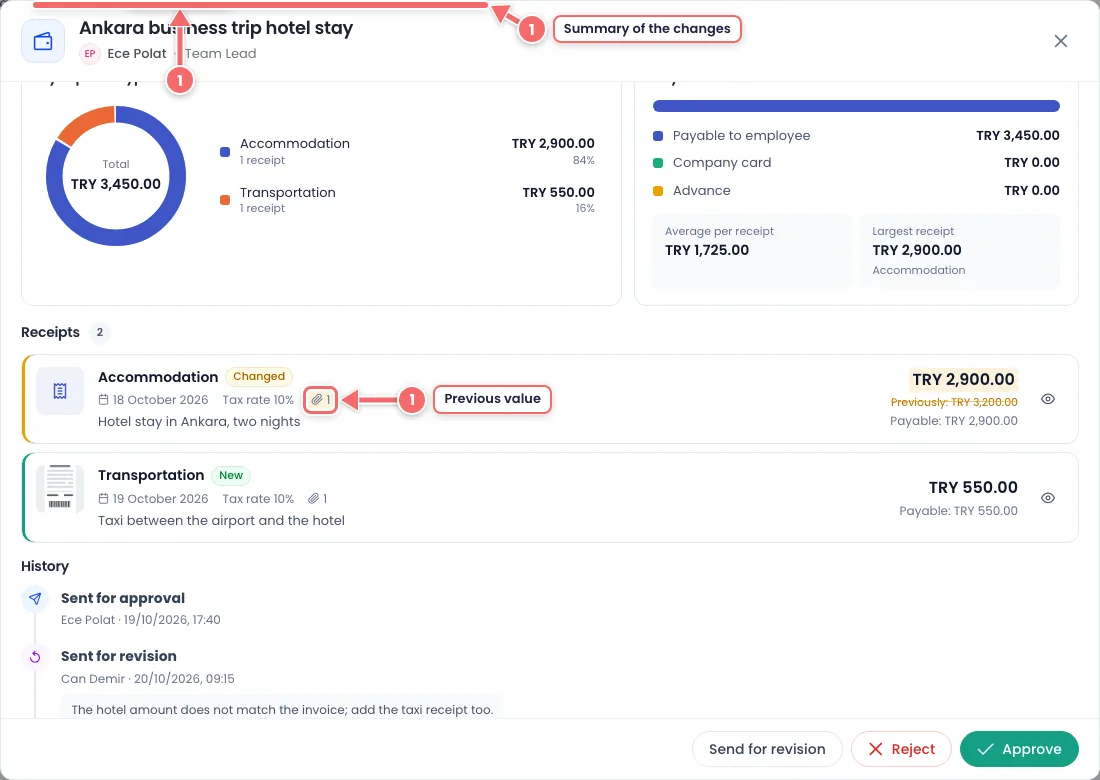 1 Summary of the changes
Ankara business trip hotel stay
EP Ece Polat · Team Lead
1
Total
TRY 3,450.00
Accommodation TRY 2,900.00
1 receipt 84%
Transportation TRY 550.00
1 receipt 16%
Payable to employee TRY 3,450.00
Company card TRY 0.00
Advance TRY 0.00
Average per receipt
TRY 1,725.00
Largest receipt
TRY 2,900.00
Accommodation
Receipts 2
Accommodation Changed
18 October 2026 Tax rate 10% 1
Hotel stay in Ankara, two nights
1 Previous value
TRY 2,900.00
Previously: TRY 3,200.00
Payable: TRY 2,900.00
Transportation New
19 October 2026 Tax rate 10% 1
Taxi between the airport and the hotel
TRY 550.00
Payable: TRY 550.00
History
Sent for approval
Ece Polat · 19/10/2026, 17:40
Sent for revision
Can Demir · 20/10/2026, 09:15
The hotel amount does not match the invoice; add the taxi receipt too.
Send for revision
Reject
Approve